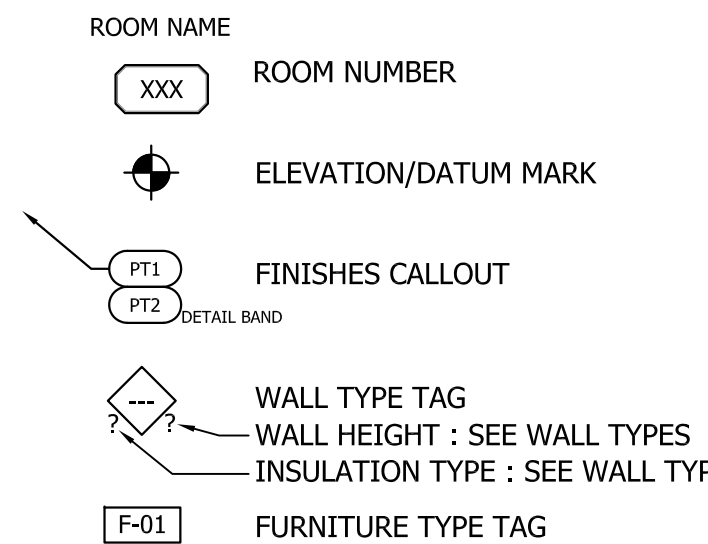 ROOM NAME
XXX
ROOM NUMBER
ELEVATION/DATUM MARK
PT1
FINISHES CALLOUT
PT2
DETAIL BAND
---
WALL TYPE TAG
? ?
WALL HEIGHT : SEE WALL TYPES
INSULATION TYPE : SEE WALL TYP
F-01
FURNITURE TYPE TAG